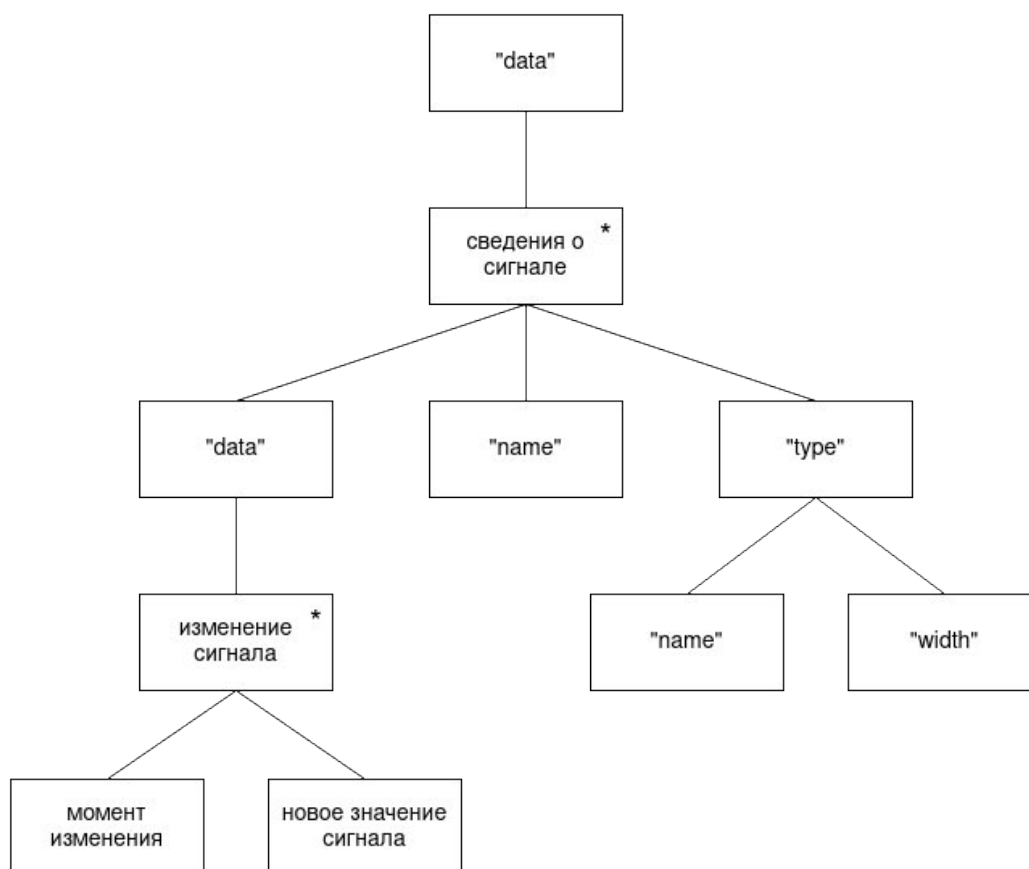 "data"
сведения о *
сигнале
"data"
"name"
"type"
изменение *
сигнала
"name"
"width"
момент
изменения
новое значение
сигнала